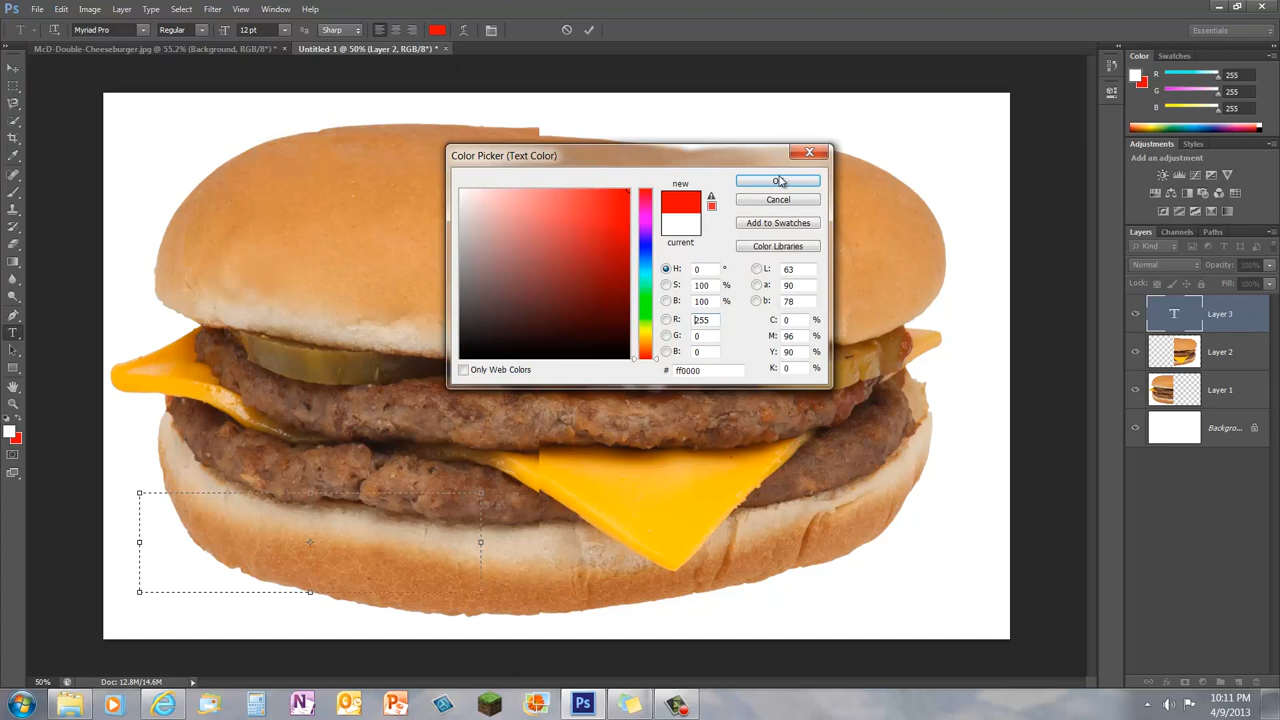 Ps File Edit Image Layer Type Select Filter View Window Help
T Myriad Pro Regular 12 pt aa Sharp Essentials
McD-Double-Cheeseburger.jpg @ 55.2% (Background, RGB/8*) * × Untitled-1 @ 50% (Layer 2, RGB/8*) * ×
Color Swatches
R 255
G 255
B 255
Adjustments Styles
Add an adjustment
Layers Channels Paths
Kind
Normal Opacity: 100%
Lock: Fill: 100%
T Layer 3
Layer 2
Layer 1
Backgro...
Color Picker (Text Color)
new
current
Cancel
Add to Swatches
Color Libraries
H: 0 °
S: 100 %
B: 100 %
R: 255
G: 0
B: 0
L: 63
a: 90
b: 78
C: 0 %
M: 96 %
Y: 90 %
K: 0 %
# ff0000
Only Web Colors
50% Doc: 12.8M/14.6M
10:11 PM
4/9/2013